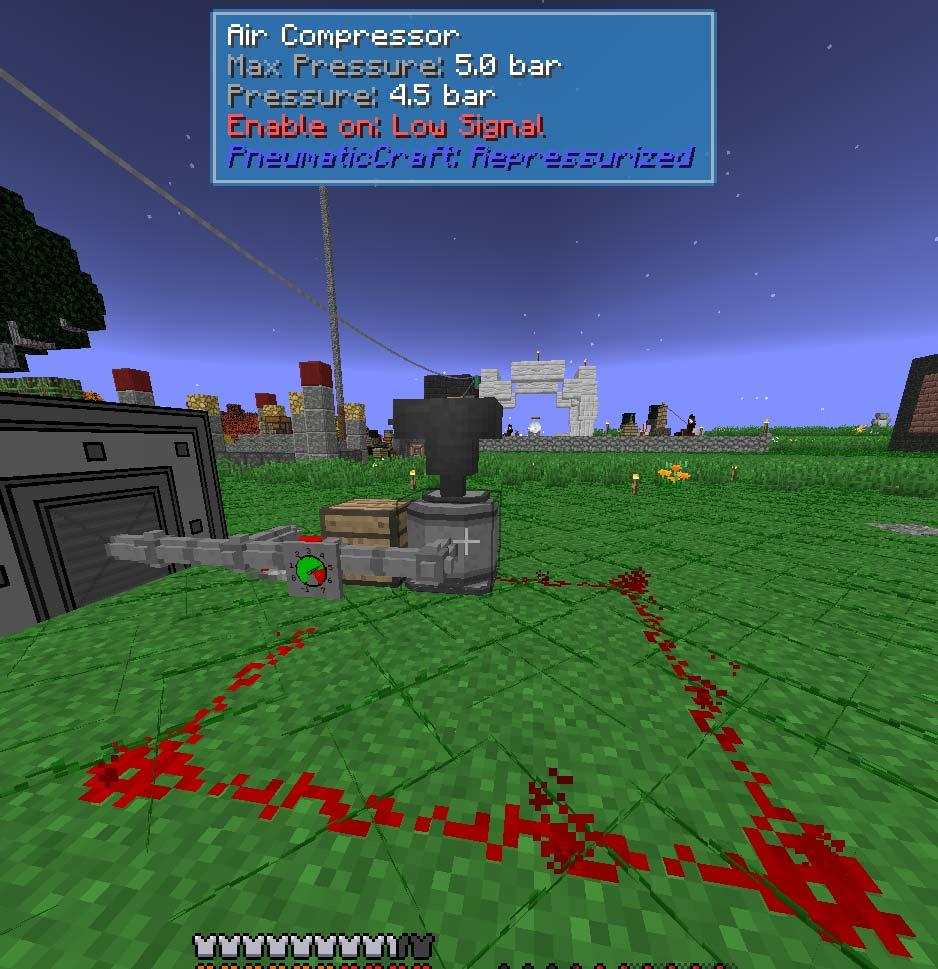 Air Compressor
Max Pressure: 5.0 bar
Pressure: 4.5 bar
Enable on: Low Signal
PneumaticCraft: Repressurized